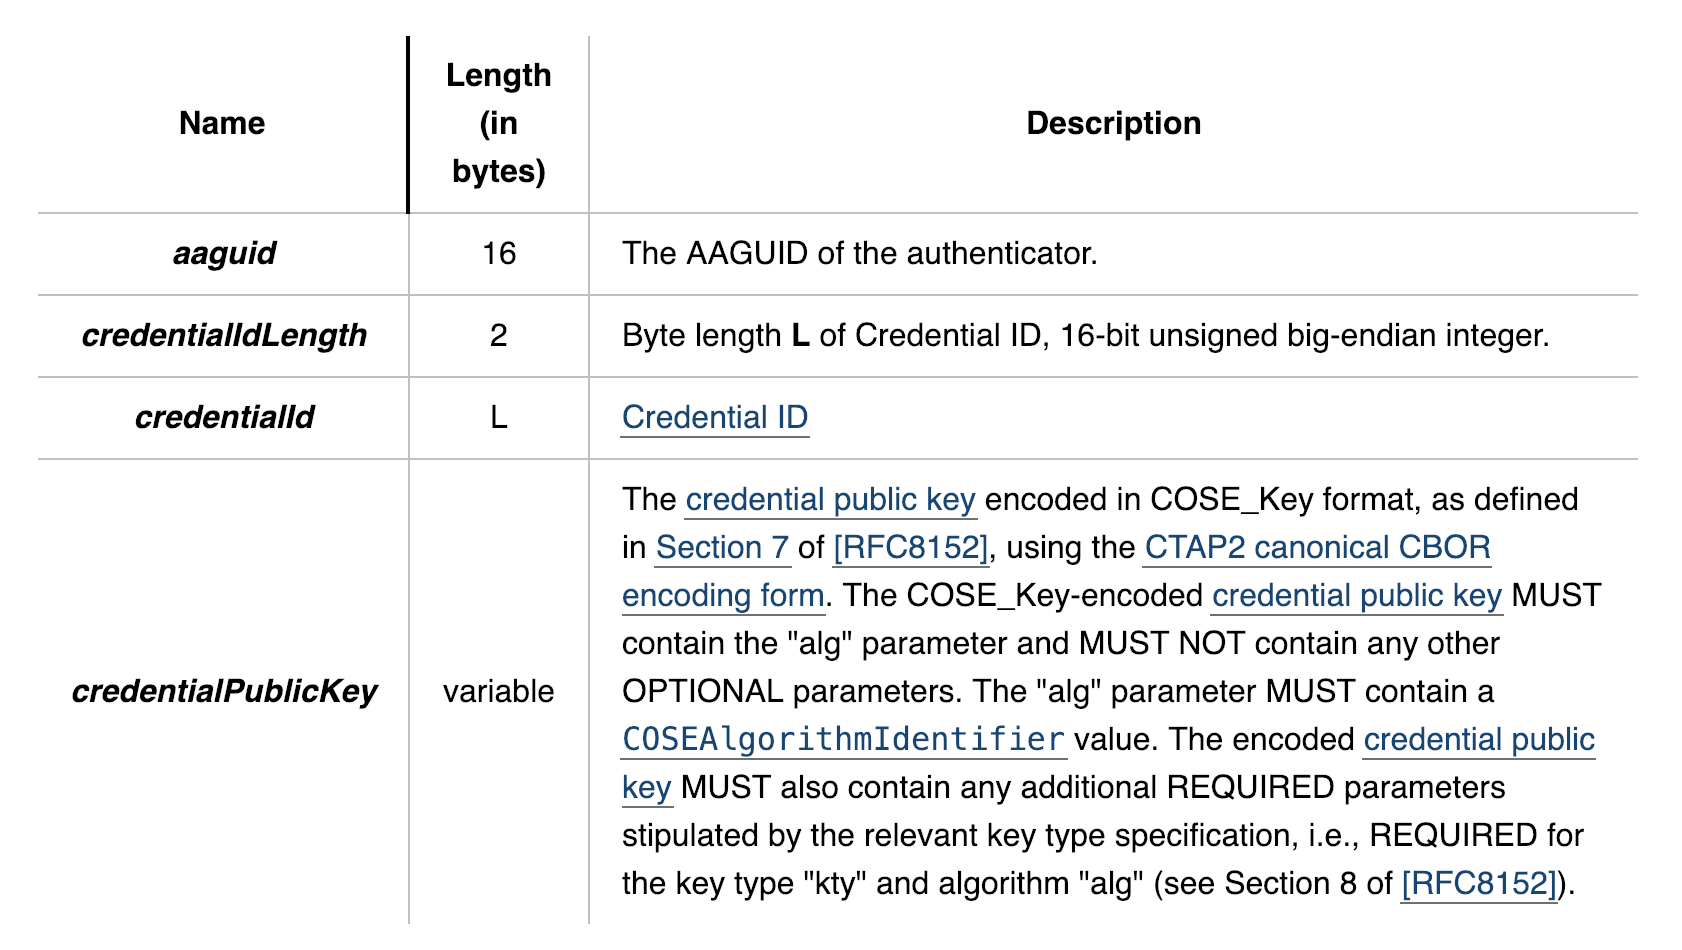 Name
Length
(in
bytes)
Description
aaguid
16
The AAGUID of the authenticator.
credentialIdLength
2
Byte length L of Credential ID, 16-bit unsigned big-endian integer.
credentialId
L
Credential ID
credentialPublicKey
variable
The credential public key encoded in COSE_Key format, as defined
in Section 7 of [RFC8152], using the CTAP2 canonical CBOR
encoding form. The COSE_Key-encoded credential public key MUST
contain the "alg" parameter and MUST NOT contain any other
OPTIONAL parameters. The "alg" parameter MUST contain a
COSEAlgorithmIdentifier value. The encoded credential public
key MUST also contain any additional REQUIRED parameters
stipulated by the relevant key type specification, i.e., REQUIRED for
the key type "kty" and algorithm "alg" (see Section 8 of [RFC8152]).